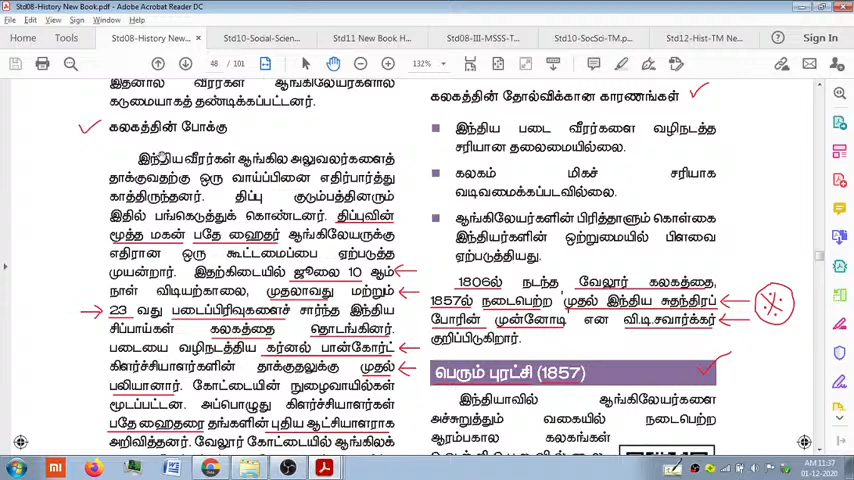 Std08-History New Book.pdf - Adobe Acrobat Reader DC
File Edit View Sign Window Help
Home Tools Std08-History New... × Std10-Social-Scien... Std11 New Book H... Std08-III-MSSS-T... Std10-SocSci-TM.p... Std12-Hist-TM Ne... Sign In
48 / 101 132%
இதனால் வீரர்கள் ஆங்கிலேயர்களால்
கடுமையாகத் தண்டிக்கப்பட்டனர்.
கலகத்தின் போக்கு
இந்திய வீரர்கள் ஆங்கில அலுவலர்களைத்
தாக்குவதற்கு ஒரு வாய்ப்பினை எதிர்பார்த்து
காத்திருந்தனர். திப்பு குடும்பத்தினரும்
இதில் பங்கெடுத்துக் கொண்டனர். திப்புவின்
மூத்த மகன் பதே ஹைதர் ஆங்கிலேயருக்கு
எதிரான ஒரு கூட்டமைப்பை ஏற்படுத்த
முயன்றார். இதற்கிடையில் ஜுலை 10 ஆம்
நாள் விடியற்காலை, முதலாவது மற்றும்
23 வது படைப்பிரிவுகளைச் சார்ந்த இந்திய
சிப்பாய்கள் கலகத்தை தொடங்கினர்.
படையை வழிநடத்திய கர்னல் பான்கோர்ட்
கிளர்ச்சியாளர்களின் தாக்குதலுக்கு முதல்
பலியானார். கோட்டையின் நுழைவாயில்கள்
மூடப்பட்டன. அப்பொழுது கிளர்ச்சியாளர்கள்
பதே ஹைதரை தங்களின் புதிய ஆட்சியாளராக
அறிவித்தனர். வேலூர் கோட்டையில் ஆங்கிலக்
கலகத்தின் தோல்விக்கான காரணங்கள்
இந்திய படை வீரர்களை வழிநடத்த
சரியான தலைமையில்லை.
கலகம் மிகச் சரியாக
வடிவமைக்கப்படவில்லை.
ஆங்கிலேயர்களின் பிரித்தாளும் கொள்கை
இந்தியர்களின் ஒற்றுமையில் பிளவை
ஏற்படுத்தியது.
1806ல் நடந்த வேலூர் கலகத்தை,
1857ல் நடைபெற்ற 'முதல் இந்திய சுதந்திரப்
போரின் முன்னோடி' என வி.டி.சவார்க்கர்
குறிப்பிடுகிறார்.
பெரும் புரட்சி (1857)
இந்தியாவில் ஆங்கிலேயர்களை
அச்சுறுத்தும் வகையில் நடைபெற்ற
ஆரம்பகால கலகங்கள்
AM 11:37
01-12-2020